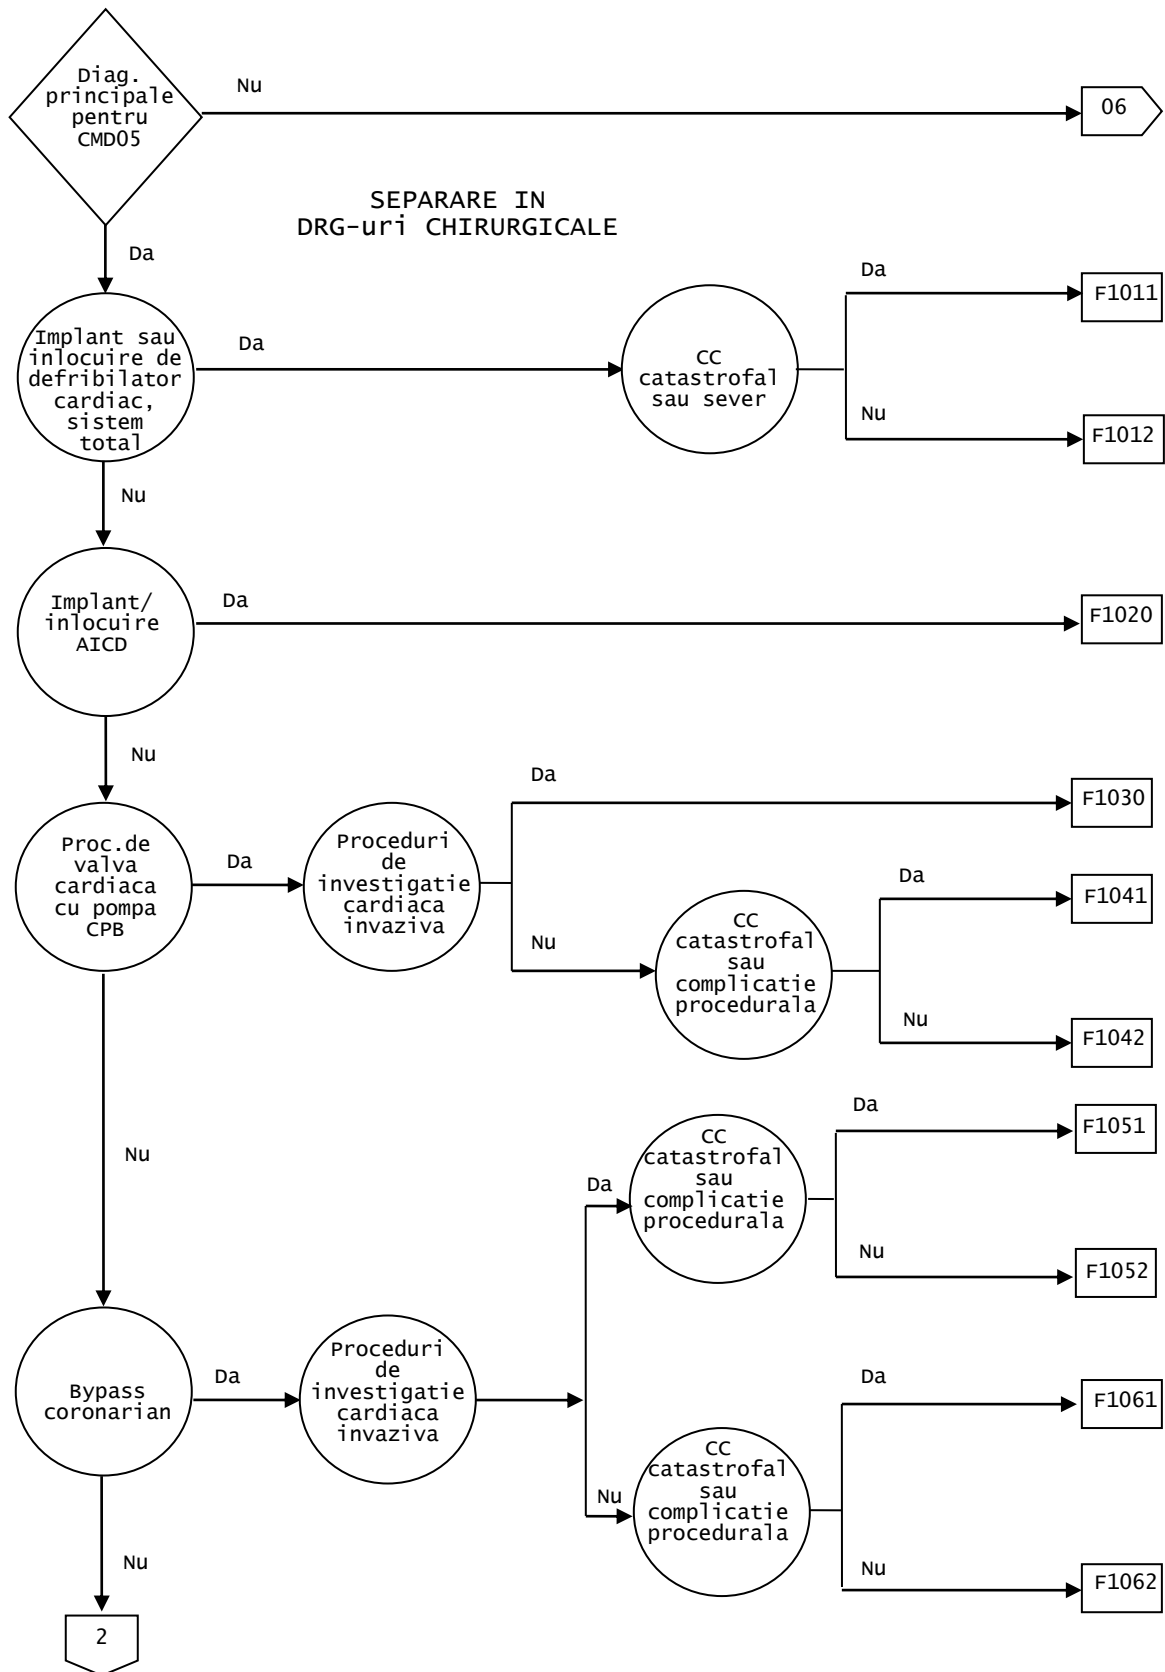 Diag.
principale
pentru
CMD05
Nu
06
SEPARARE IN
DRG-uri CHIRURGICALE
Da
Implant sau
inlocuire de
defribilator
cardiac,
sistem
total
Da
CC
catastrofal
sau sever
Da
F1011
Nu
F1012
Nu
Implant/
inlocuire
AICD
Da
F1020
Nu
Proc.de
valva
cardiaca
cu pompa
CPB
Da
Proceduri
de
investigatie
cardiaca
invaziva
Da
F1030
Nu
CC
catastrofal
sau
complicatie
procedurala
Da
F1041
Nu
F1042
Nu
Bypass
coronarian
Da
Proceduri
de
investigatie
cardiaca
invaziva
Da
CC
catastrofal
sau
complicatie
procedurala
Da
F1051
Nu
F1052
Nu
CC
catastrofal
sau
complicatie
procedurala
Da
F1061
Nu
F1062
Nu
2